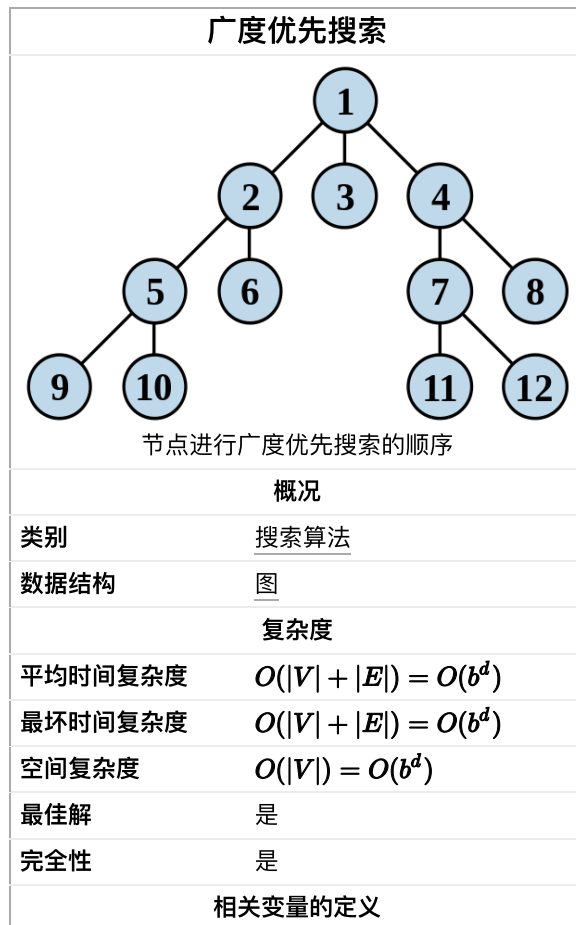 广度优先搜索
1
2 3 4
5 6 7 8
9 10 11 12
节点进行广度优先搜索的顺序
概况
类别 搜索算法
数据结构 图
复杂度
平均时间复杂度 O(|V| + |E|) = O(b^d)
最坏时间复杂度 O(|V| + |E|) = O(b^d)
空间复杂度 O(|V|) = O(b^d)
最佳解 是
完全性 是
相关变量的定义